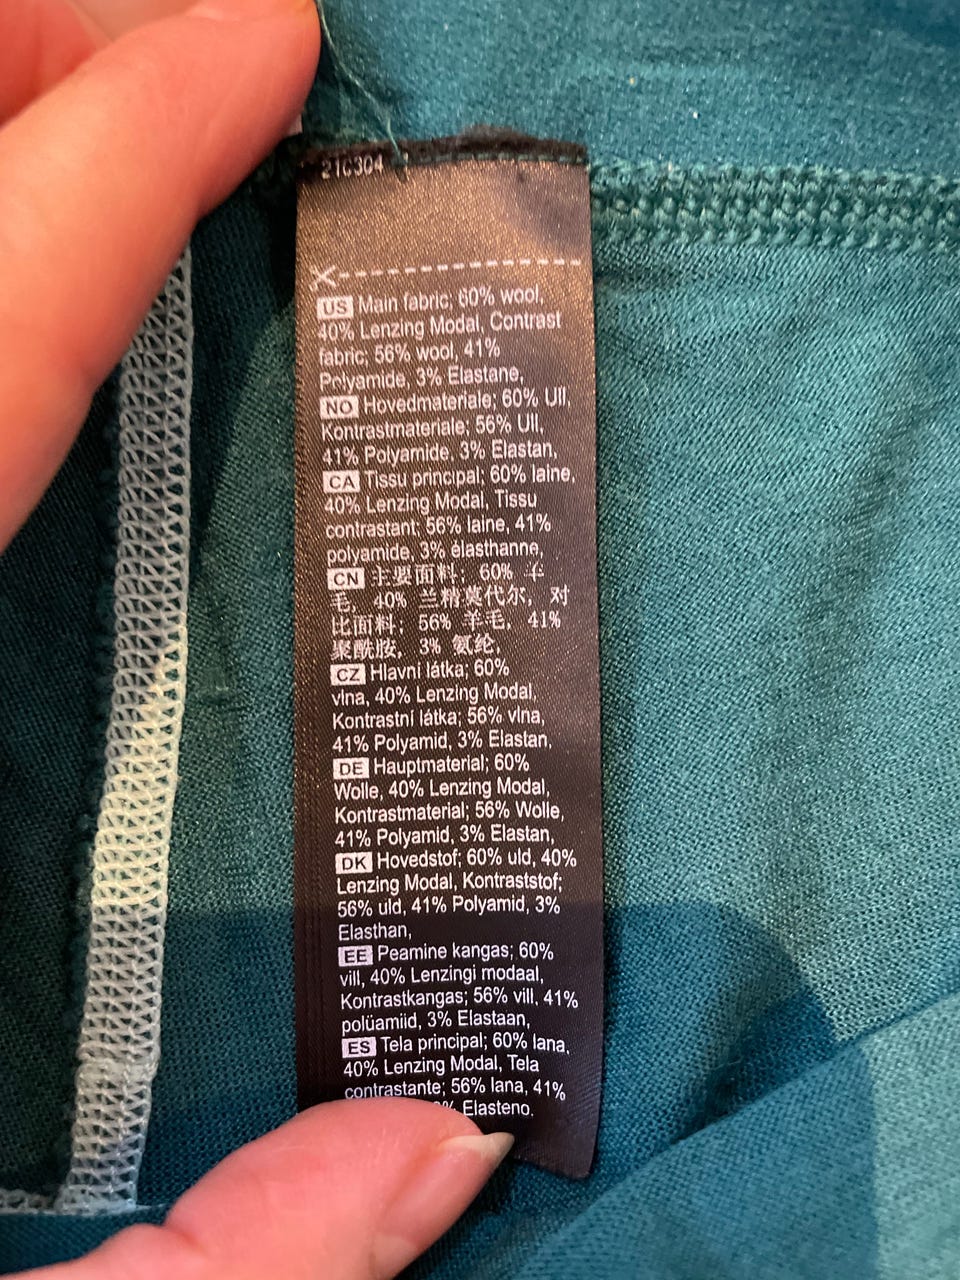 210304
US Main fabric; 60% wool,
40% Lenzing Modal, Contrast
fabric; 56% wool, 41%
Polyamide, 3% Elastane,
NO Hovedmateriale; 60% Ull,
Kontrastmateriale; 56% Ull,
41% Polyamide, 3% Elastan,
CA Tissu principal; 60% laine,
40% Lenzing Modal, Tissu
contrastant; 56% laine, 41%
polyamide, 3% élasthanne,
CN 主要面料; 60% 羊
毛, 40% 兰精莫代尔, 对
比面料; 56% 羊毛, 41%
聚酰胺, 3% 氨纶,
CZ Hlavní látka; 60%
vlna, 40% Lenzing Modal,
Kontrastní látka; 56% vlna,
41% Polyamid, 3% Elastan,
DE Hauptmaterial; 60%
Wolle, 40% Lenzing Modal,
Kontrastmaterial; 56% Wolle,
41% Polyamid, 3% Elastan,
DK Hovedstof; 60% uld, 40%
Lenzing Modal, Kontraststof;
56% uld, 41% Polyamid, 3%
Elasthan,
EE Peamine kangas; 60%
vill, 40% Lenzingi modaal,
Kontrastkangas; 56% vill, 41%
polüamiid, 3% Elastaan,
ES Tela principal; 60% lana,
40% Lenzing Modal, Tela
contrastante; 56% lana, 41%
% Elasteno.